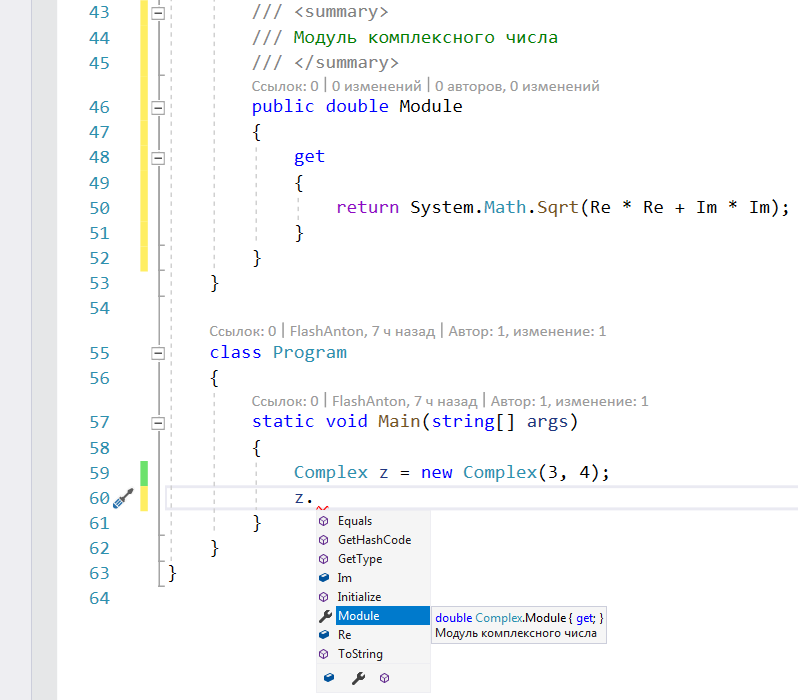 43 /// <summary>
44 /// Модуль комплексного числа
45 /// </summary>
Ссылок: 0 | 0 изменений | 0 авторов, 0 изменений
46 public double Module
47 {
48 get
49 {
50 return System.Math.Sqrt(Re * Re + Im * Im);
51 }
52 }
53 }
54
Ссылок: 0 | FlashAnton, 7 ч назад | Автор: 1, изменение: 1
55 class Program
56 {
Ссылок: 0 | FlashAnton, 7 ч назад | Автор: 1, изменение: 1
57 static void Main(string[] args)
58 {
59 Complex z = new Complex(3, 4);
60 z.
61 }
62 }
63 }
64
Equals
GetHashCode
GetType
Im
Initialize
Module
Re
ToString
double Complex.Module { get; }
Модуль комплексного числа